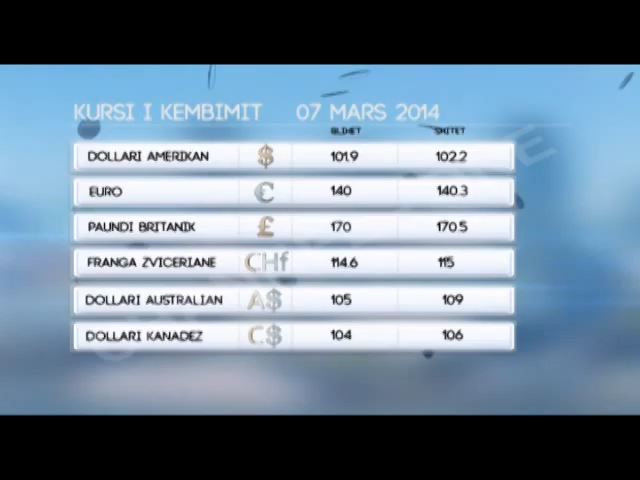 KURSI I KEMBIMIT 07 MARS 2014
BLIHET SHITET
DOLLARI AMERIKAN $ 101.9 102.2
EURO € 140 140.3
PAUNDI BRITANIK £ 170 170.5
FRANGA ZVICERIANE CHf 114.6 115
DOLLARI AUSTRALIAN A$ 105 109
DOLLARI KANADEZ C$ 104 106